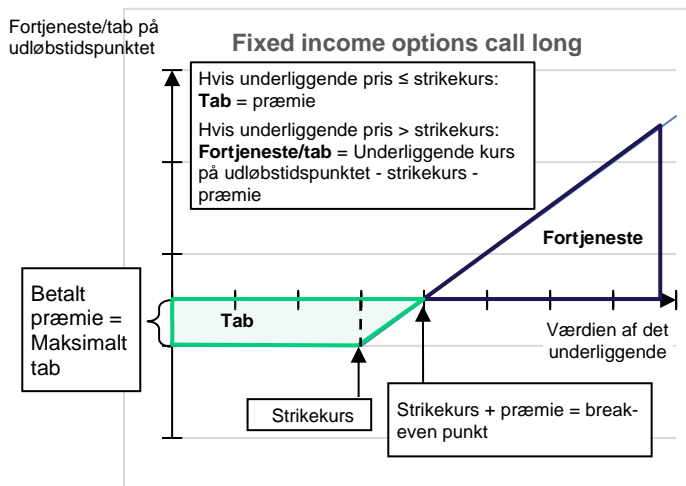 Fortjeneste/tab på
udløbstidspunktet
Fixed income options call long
Hvis underliggende pris ≤ strikekurs:
Tab = præmie
Hvis underliggende pris > strikekurs:
Fortjeneste/tab = Underliggende kurs
på udløbstidspunktet - strikekurs -
præmie
Fortjeneste
Betalt
præmie =
Maksimalt
tab
Tab
Værdien af det
underliggende
Strikekurs
Strikekurs + præmie = break-
even punkt